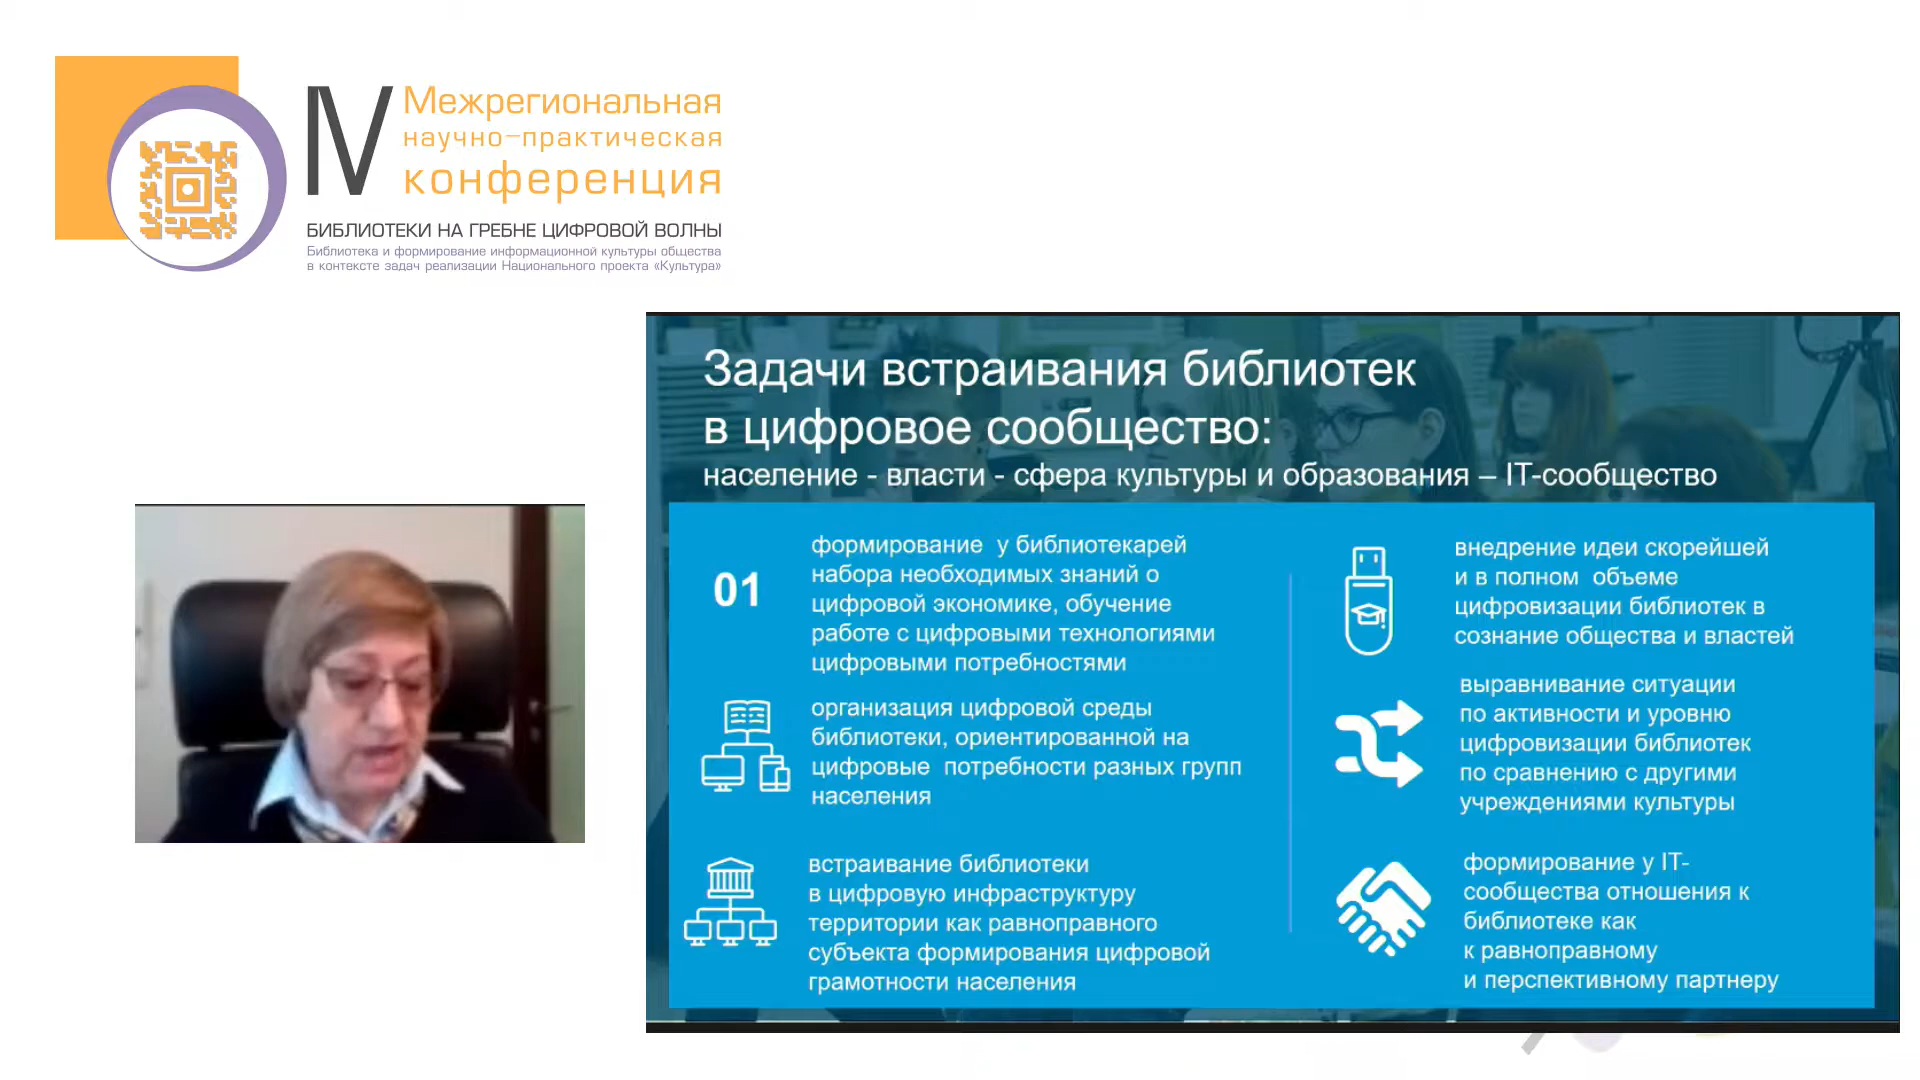 IV
Межрегиональная
научно-практическая
конференция
БИБЛИОТЕКИ НА ГРЕБНЕ ЦИФРОВОЙ ВОЛНЫ
Библиотека и формирование информационной культуры общества
в контексте задач реализации Национального проекта «Культура»
Задачи встраивания библиотек
в цифровое сообщество:
население - власти - сфера культуры и образования – IT-сообщество
01
формирование у библиотекарей
набора необходимых знаний о
цифровой экономике, обучение
работе с цифровыми технологиями
цифровыми потребностями
организация цифровой среды
библиотеки, ориентированной на
цифровые потребности разных групп
населения
встраивание библиотеки
в цифровую инфраструктуру
территории как равноправного
субъекта формирования цифровой
грамотности населения
внедрение идеи скорейшей
и в полном объеме
цифровизации библиотек в
сознание общества и властей
выравнивание ситуации
по активности и уровню
цифровизации библиотек
по сравнению с другими
учреждениями культуры
формирование у IT-
сообщества отношения к
библиотеке как
к равноправному
и перспективному партнеру